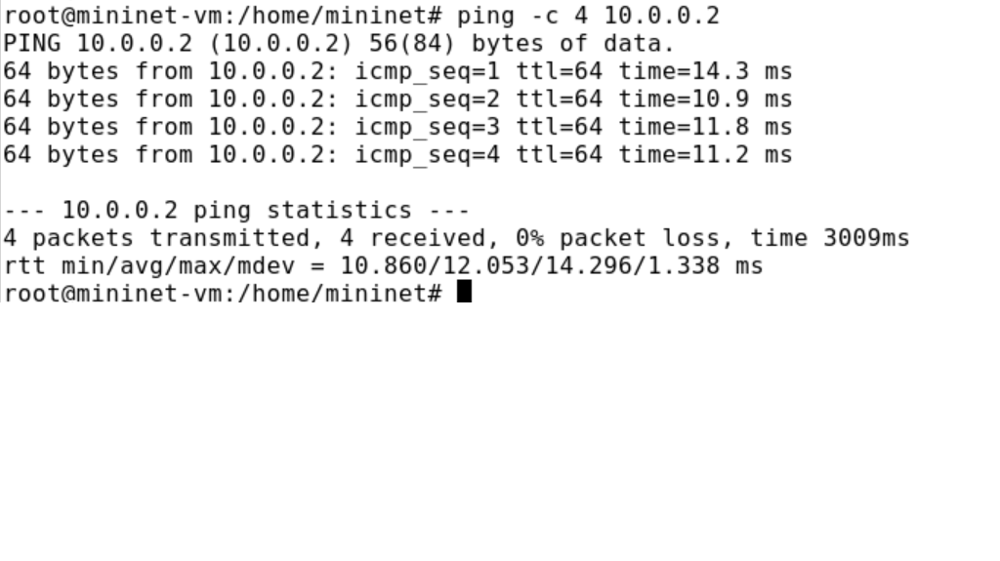 root@mininet-vm:/home/mininet# ping -c 4 10.0.0.2
PING 10.0.0.2 (10.0.0.2) 56(84) bytes of data.
64 bytes from 10.0.0.2: icmp_seq=1 ttl=64 time=14.3 ms
64 bytes from 10.0.0.2: icmp_seq=2 ttl=64 time=10.9 ms
64 bytes from 10.0.0.2: icmp_seq=3 ttl=64 time=11.8 ms
64 bytes from 10.0.0.2: icmp_seq=4 ttl=64 time=11.2 ms

--- 10.0.0.2 ping statistics ---
4 packets transmitted, 4 received, 0% packet loss, time 3009ms
rtt min/avg/max/mdev = 10.860/12.053/14.296/1.338 ms
root@mininet-vm:/home/mininet#